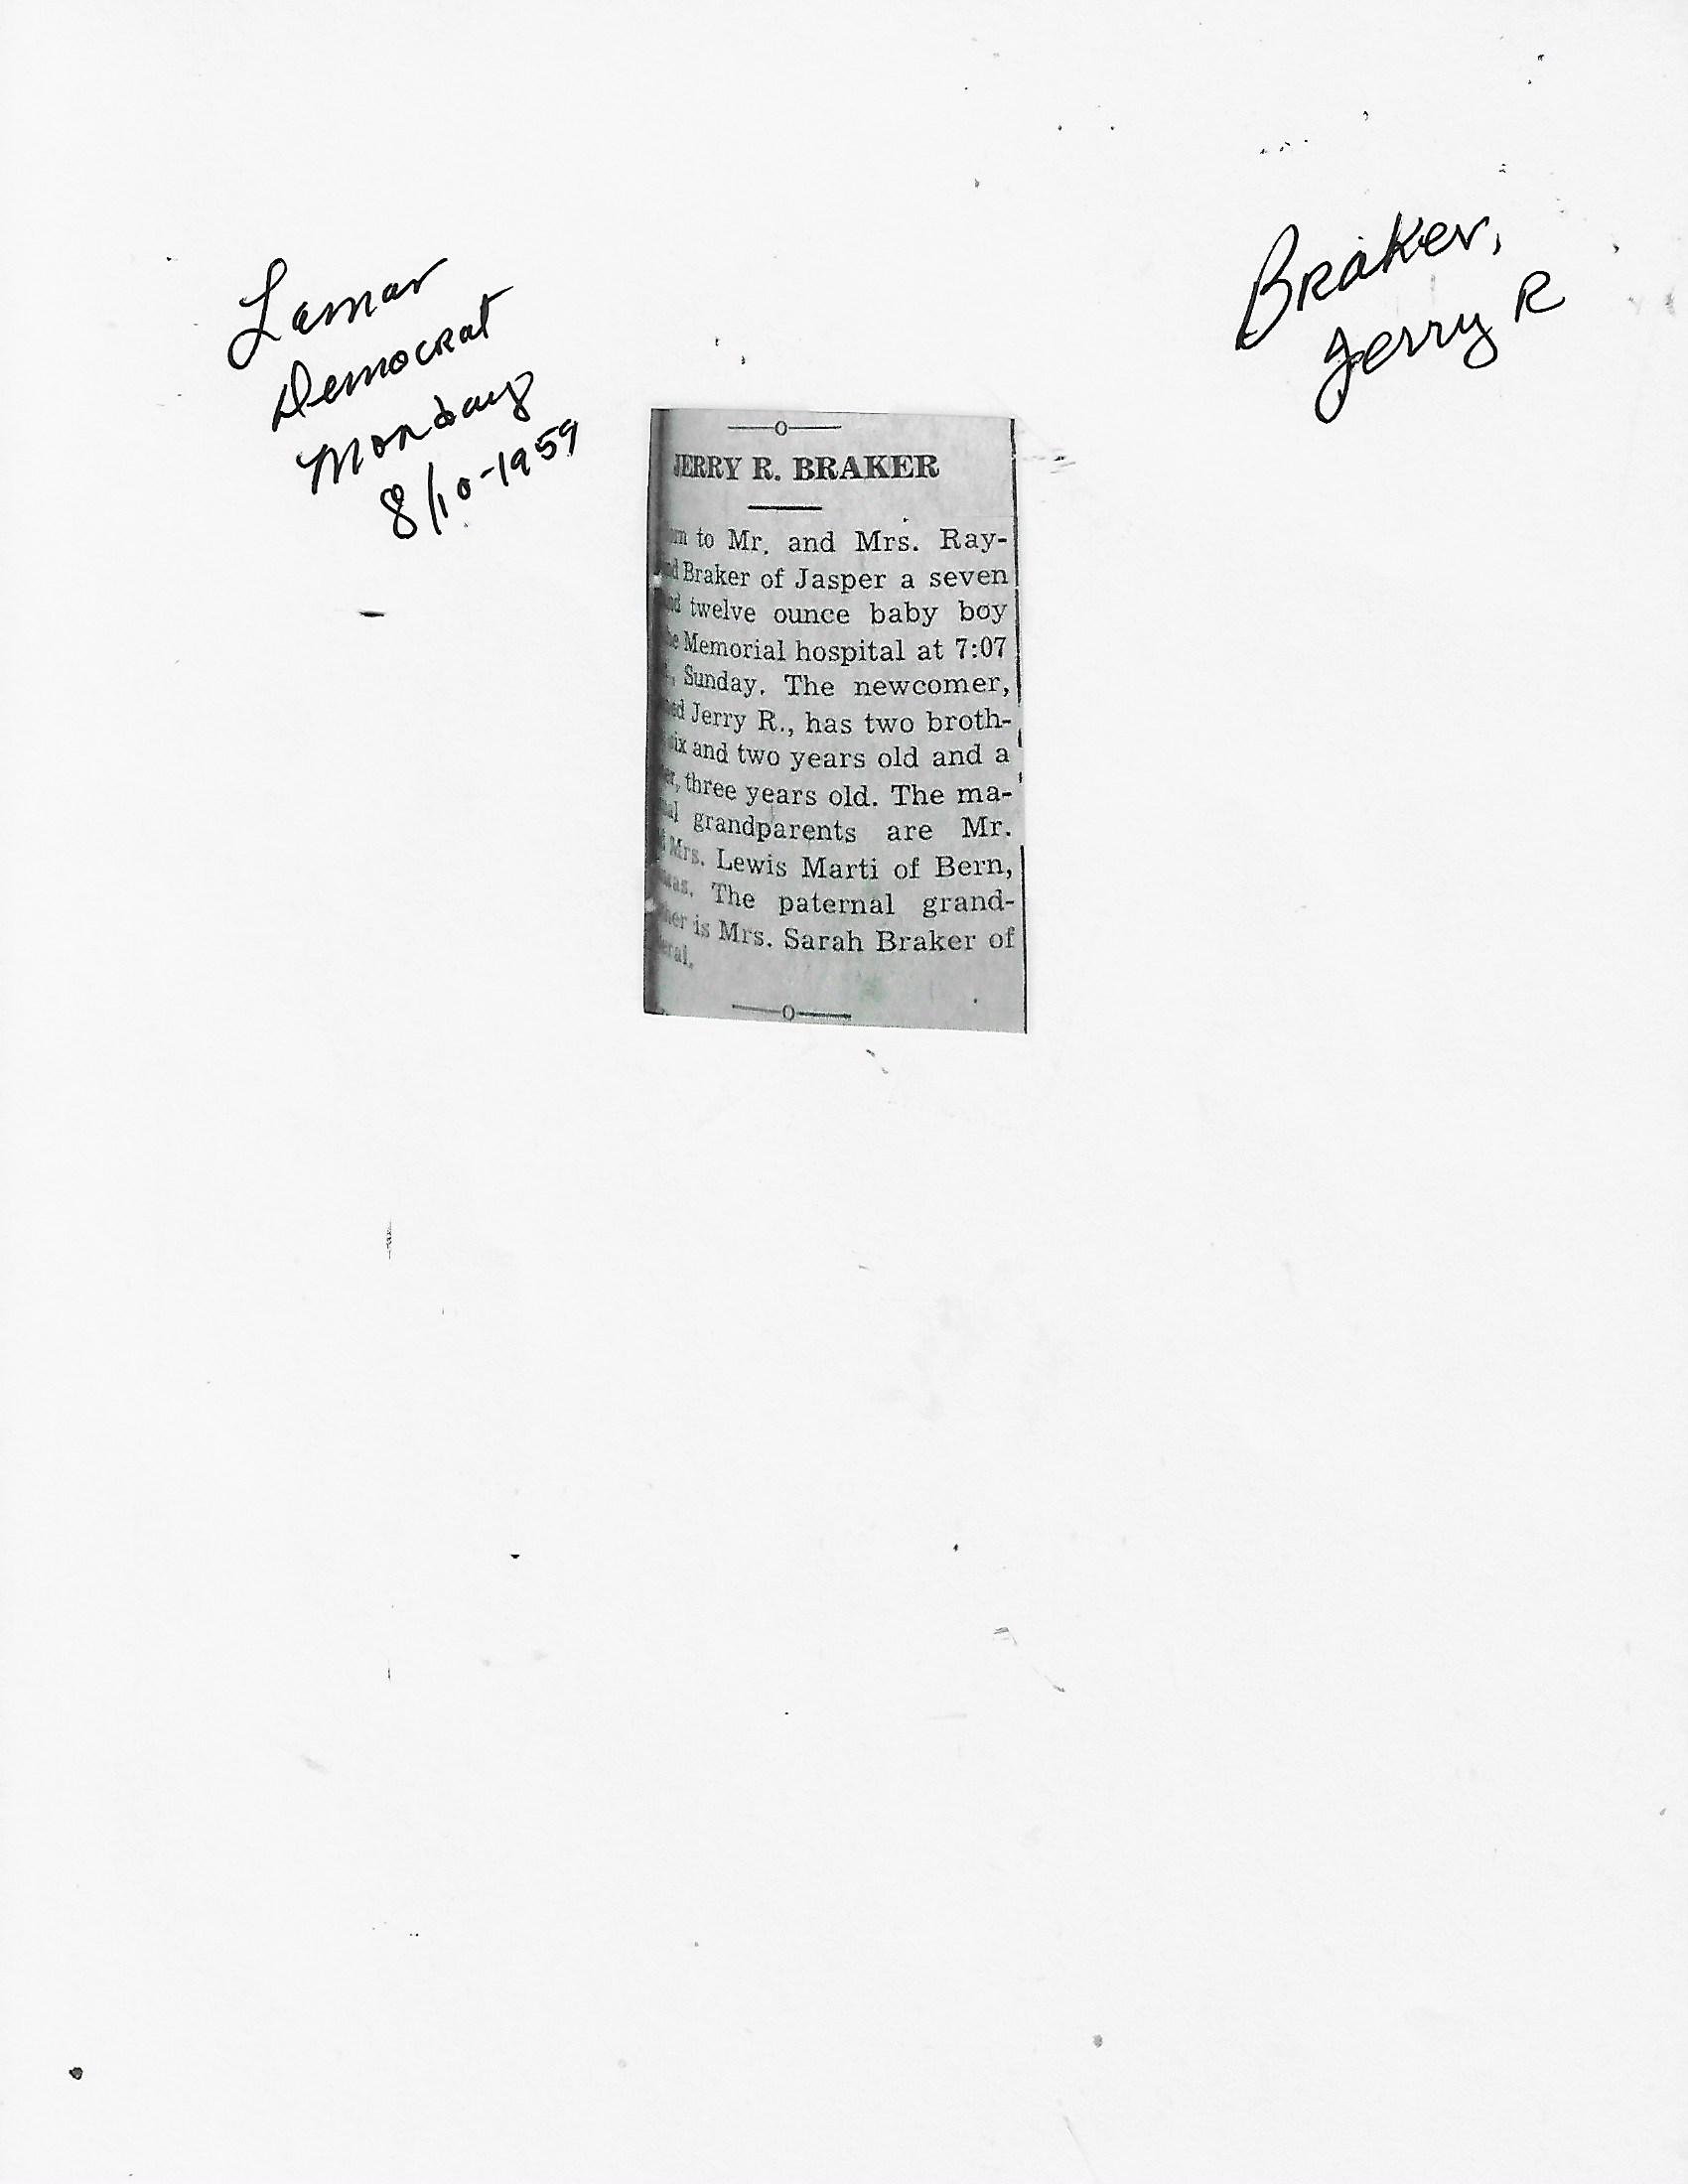 Lamar
Democrat
Monday
8/10-1959
Braker,
Jerry R
JERRY R. BRAKER
to Mr. and Mrs. Ray-
Braker of Jasper a seven
twelve ounce baby boy
Memorial hospital at 7:07
Sunday. The newcomer,
Jerry R., has two broth-
six and two years old and a
three years old. The ma-
grandparents are Mr.
Mrs. Lewis Marti of Bern,
The paternal grand-
is Mrs. Sarah Braker of